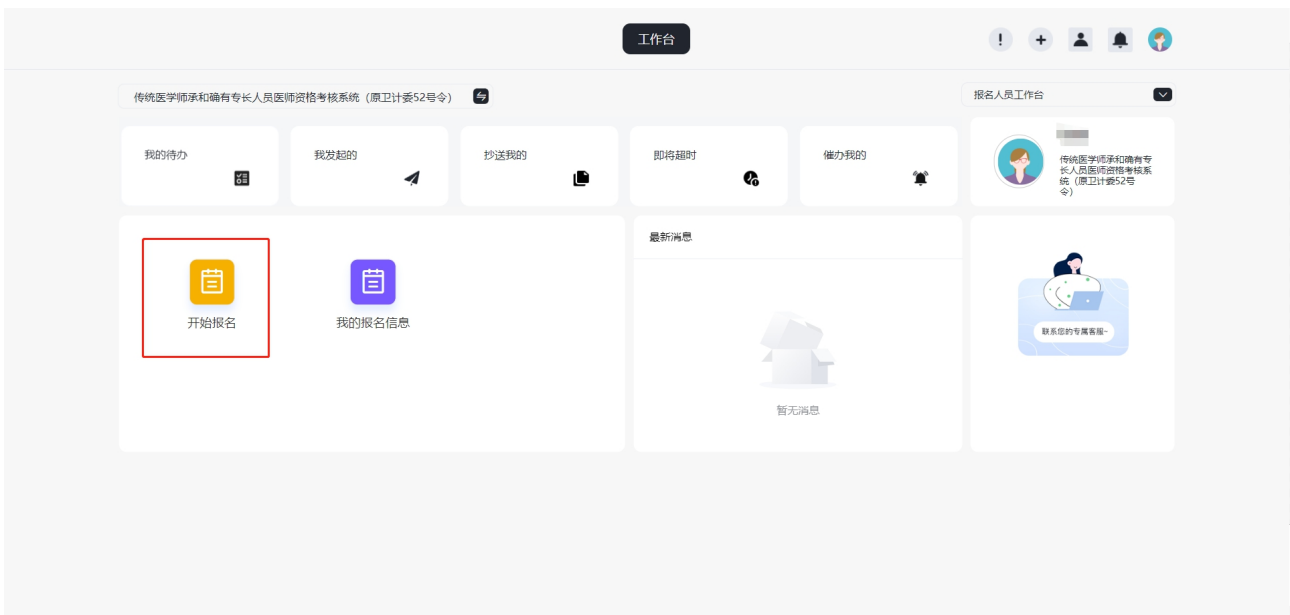 工作台
传统医学师承和确有专长人员医师资格考核系统（原卫计委52号令）
报名人员工作台
我的待办
我发起的
抄送我的
即将超时
催办我的
传统医学师承和确有专
长人员医师资格考核系
统（原卫计委52号
令）
开始报名
我的报名信息
最新消息
暂无消息
联系您的专属客服~